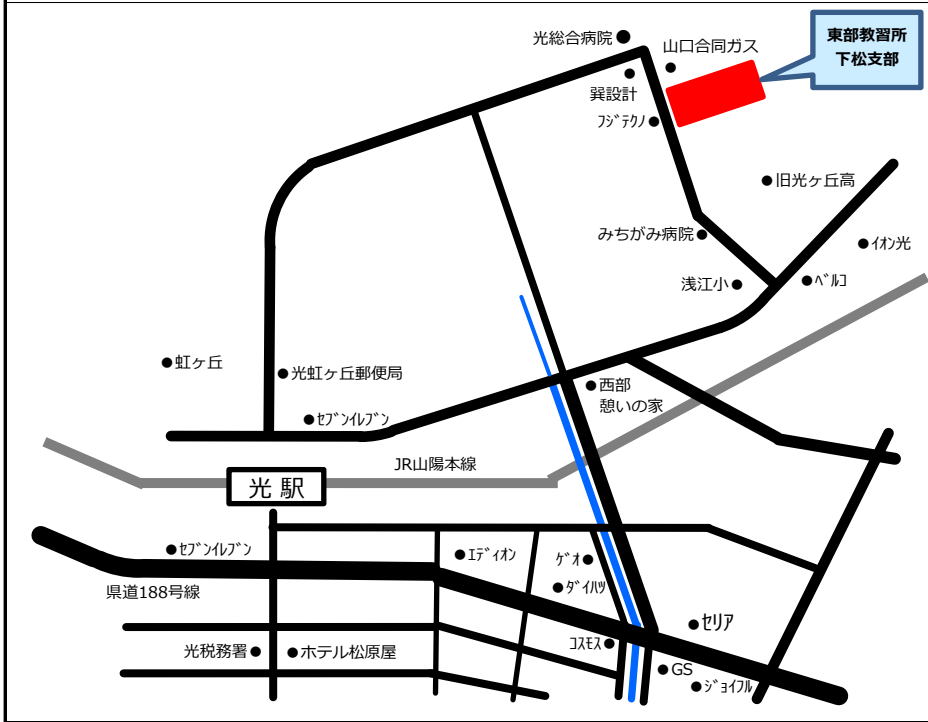 光総合病院
山口合同ガス
東部教習所
下松支部
巽設計
ﾌｼﾞﾃｸﾉ
旧光ヶ丘高
みちがみ病院
ｲｵﾝ光
浅江小
ﾍﾞﾙｺ
虹ヶ丘
光虹ヶ丘郵便局
西部
憩いの家
ｾﾌﾞﾝｲﾚﾌﾞﾝ
JR山陽本線
光 駅
ｾﾌﾞﾝｲﾚﾌﾞﾝ
ｴﾃﾞｨｵﾝ
ｹﾞｵ
ﾀﾞｲﾊﾂ
県道188号線
ｾﾘｱ
ｺｽﾓｽ
光税務署
ホテル松原屋
GS
ｼﾞｮｲﾌﾙ